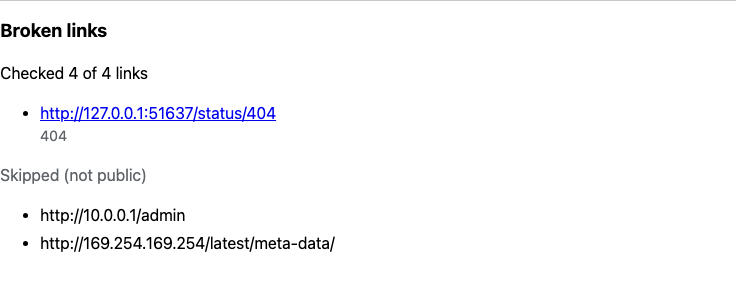 Broken links
Checked 4 of 4 links
http://127.0.0.1:51637/status/404
404
Skipped (not public)
http://10.0.0.1/admin
http://169.254.169.254/latest/meta-data/